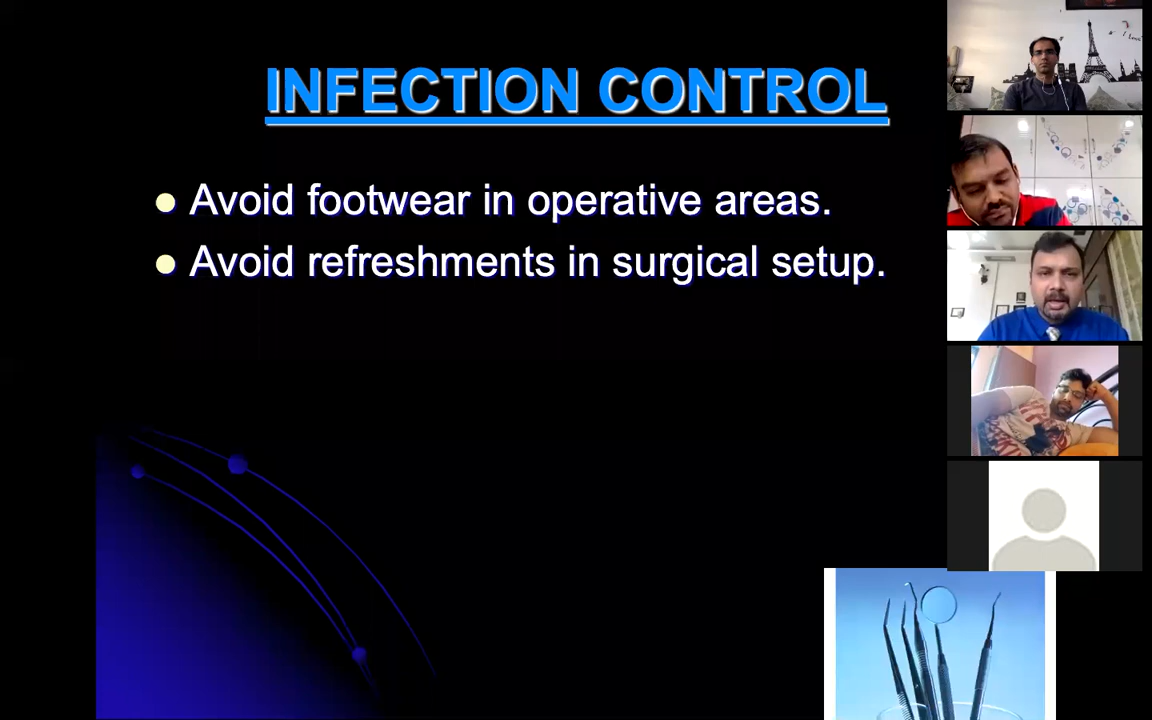 INFECTION CONTROL
Avoid footwear in operative areas.
Avoid refreshments in surgical setup.